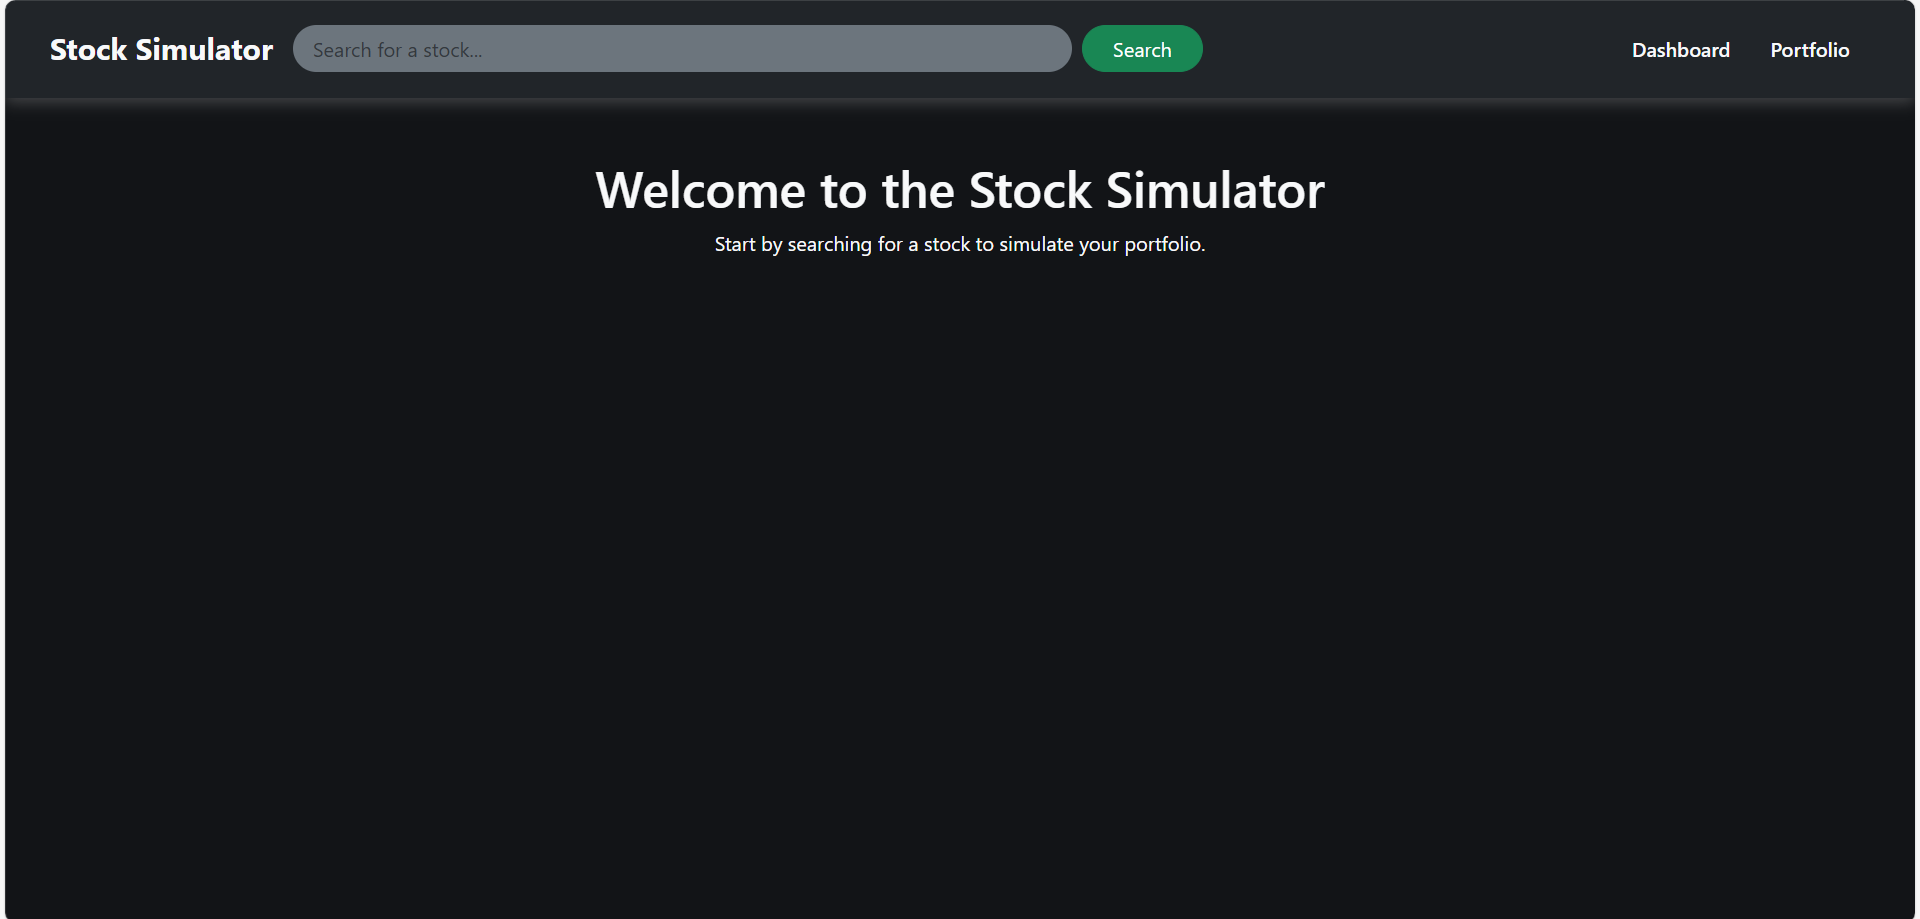 Stock Simulator
Search for a stock...
Search
Dashboard
Portfolio
Welcome to the Stock Simulator
Start by searching for a stock to simulate your portfolio.